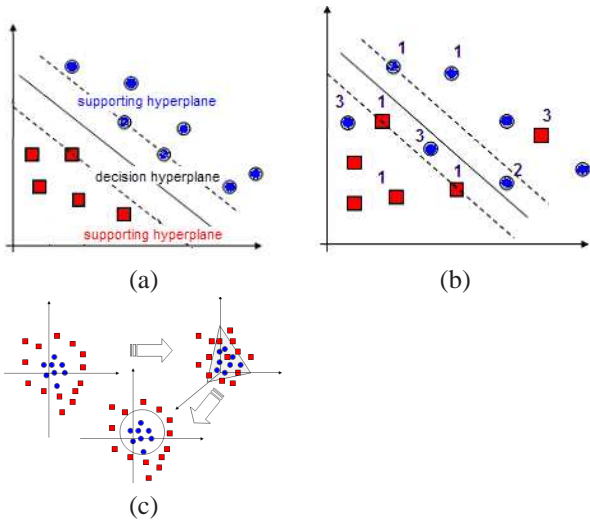 supporting hyperplane
decision hyperplane
supporting hyperplane
(a)
1
1
3
1
3
3
2
1
1
(b)
(c)